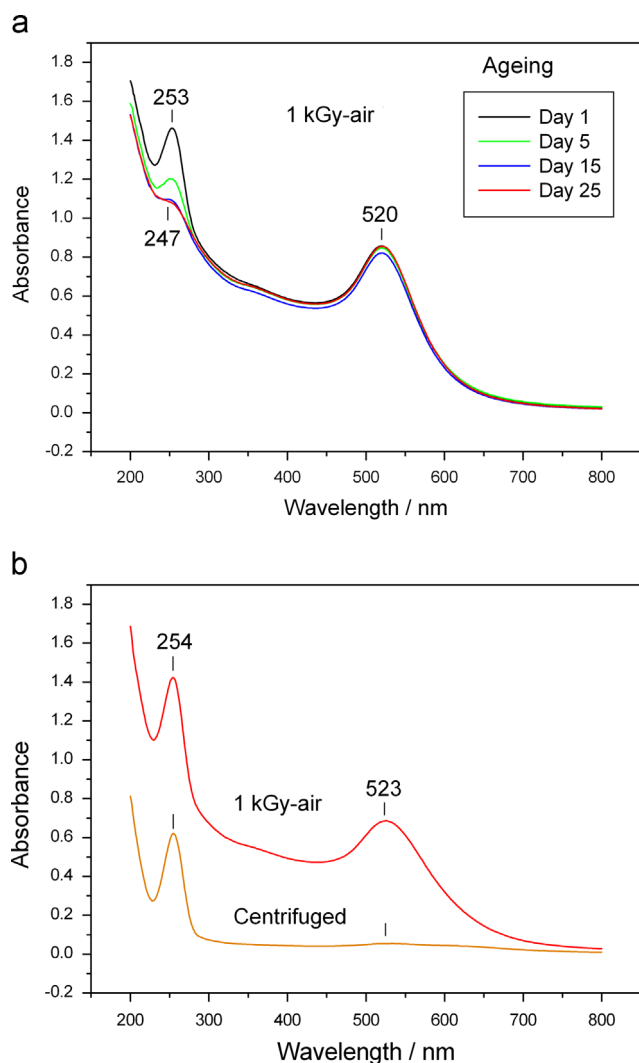 a
Ageing
1 kGy-air
Day 1
Day 5
Day 15
Day 25
253
247
520
Absorbance
1.8
1.6
1.4
1.2
1.0
0.8
0.6
0.4
0.2
0.0
-0.2
200 300 400 500 600 700 800
Wavelength / nm
b
254
523
1 kGy-air
Centrifuged
Absorbance
1.8
1.6
1.4
1.2
1.0
0.8
0.6
0.4
0.2
0.0
-0.2
200 300 400 500 600 700 800
Wavelength / nm